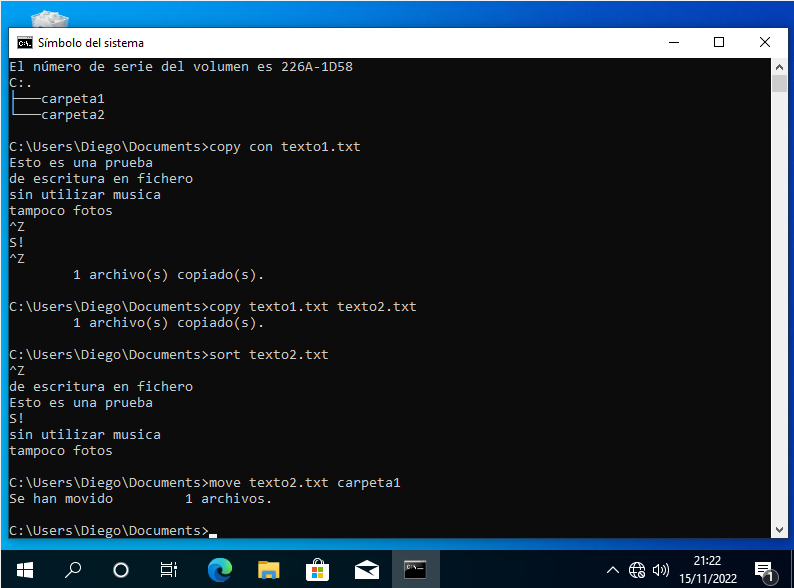 Símbolo del sistema
El número de serie del volumen es 226A-1D58
C:.
├───carpeta1
└───carpeta2
C:\Users\Diego\Documents>copy con texto1.txt
Esto es una prueba
de escritura en fichero
sin utilizar musica
tampoco fotos
^Z
S!
^Z
        1 archivo(s) copiado(s).
C:\Users\Diego\Documents>copy texto1.txt texto2.txt
        1 archivo(s) copiado(s).
C:\Users\Diego\Documents>sort texto2.txt
^Z
de escritura en fichero
Esto es una prueba
S!
sin utilizar musica
tampoco fotos
C:\Users\Diego\Documents>move texto2.txt carpeta1
Se han movido         1 archivos.
C:\Users\Diego\Documents>
21:22
15/11/2022
1